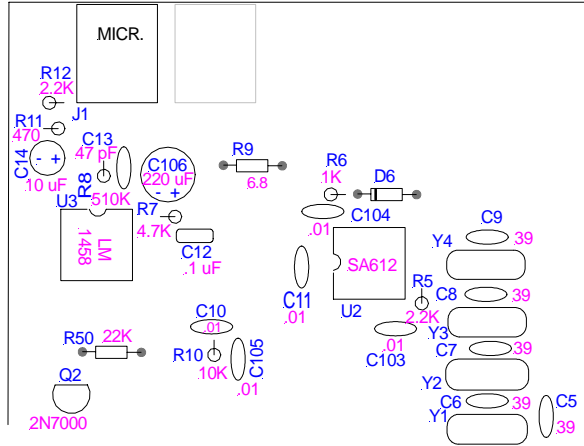 MICR.
R12
2.2K
J1
R11
470
C13
47 pF
C14
- +
10 uF
R8
510K
C106
220 uF
- +
R9
6.8
R6
1K
D6
U3
LM
1458
R7
4.7K
C12
.1 uF
C104
.01
SA612
U2
C11
.01
R5
2.2K
C9
.39
Y4
C8
.39
Y3
C10
.01
R10
10K
C105
.01
.01
C103
C7
.39
Y2
R50
22K
Q2
2N7000
C6
.39
Y1
C5
.39